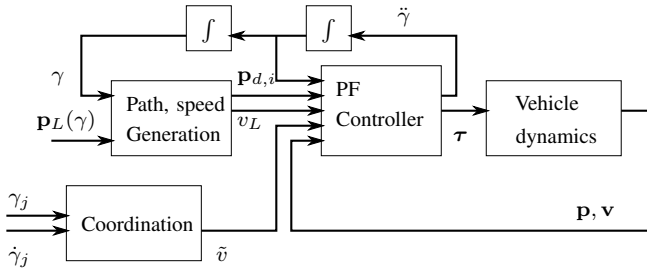 ∫ ∫ γ̈
γ p_{d,i} PF
Path, speed Vehicle
p_L(γ) Generation v_L Controller τ dynamics
γ_j Coordination p, v
γ̇_j ṽ